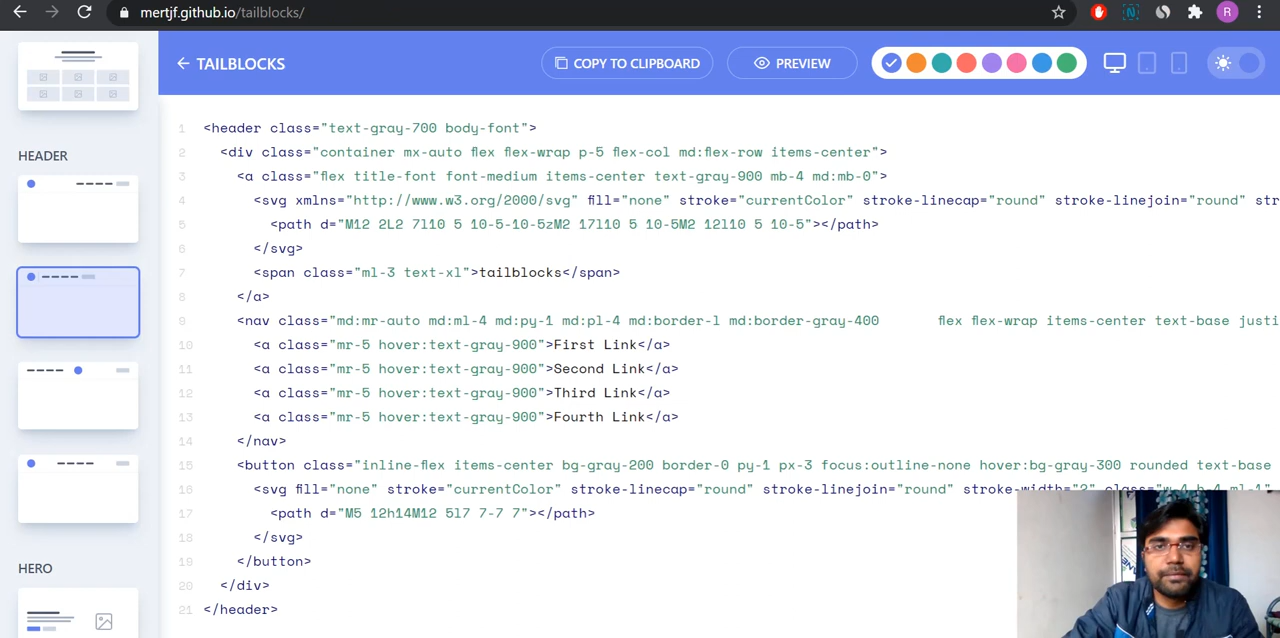 mertjf.github.io/tailblocks/
R
TAILBLOCKS
COPY TO CLIPBOARD
PREVIEW
HEADER
HERO
1 <header class="text-gray-700 body-font">
2 <div class="container mx-auto flex flex-wrap p-5 flex-col md:flex-row items-center">
3 <a class="flex title-font font-medium items-center text-gray-900 mb-4 md:mb-0">
4 <svg xmlns="http://www.w3.org/2000/svg" fill="none" stroke="currentColor" stroke-linecap="round" stroke-linejoin="round" str
5 <path d="M12 2L2 7l10 5 10-5-10-5zM2 17l10 5 10-5M2 12l10 5 10-5"></path>
6 </svg>
7 <span class="ml-3 text-xl">tailblocks</span>
8 </a>
9 <nav class="md:mr-auto md:ml-4 md:py-1 md:pl-4 md:border-l md:border-gray-400 flex flex-wrap items-center text-base justi
10 <a class="mr-5 hover:text-gray-900">First Link</a>
11 <a class="mr-5 hover:text-gray-900">Second Link</a>
12 <a class="mr-5 hover:text-gray-900">Third Link</a>
13 <a class="mr-5 hover:text-gray-900">Fourth Link</a>
14 </nav>
15 <button class="inline-flex items-center bg-gray-200 border-0 py-1 px-3 focus:outline-none hover:bg-gray-300 rounded text-base
16 <svg fill="none" stroke="currentColor" stroke-linecap="round" stroke-linejoin="round" stroke-width="2" class="w-4 h-4 ml-1"
17 <path d="M5 12h14M12 5l7 7-7 7"></path>
18 </svg>
19 </button>
20 </div>
21 </header>